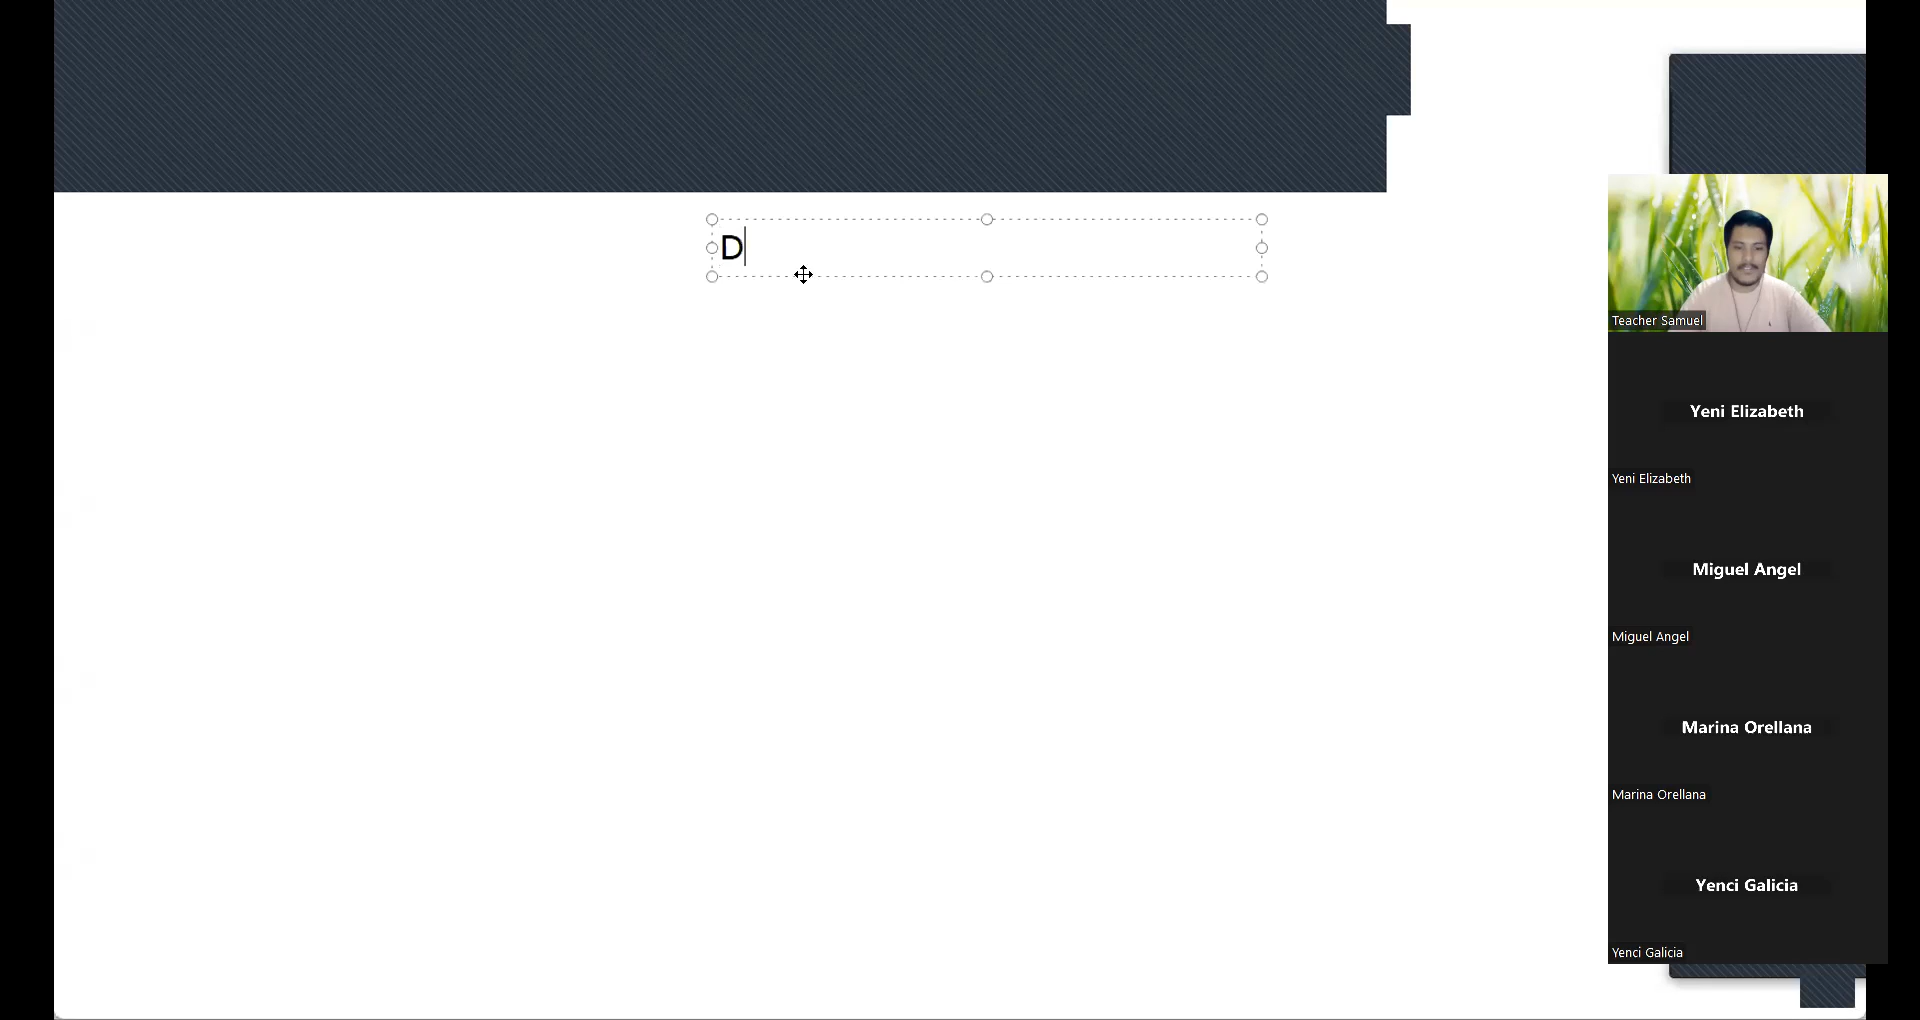 D
Teacher Samuel
Yeni Elizabeth
Yeni Elizabeth
Miguel Angel
Miguel Angel
Marina Orellana
Marina Orellana
Yenci Galicia
Yenci Galicia